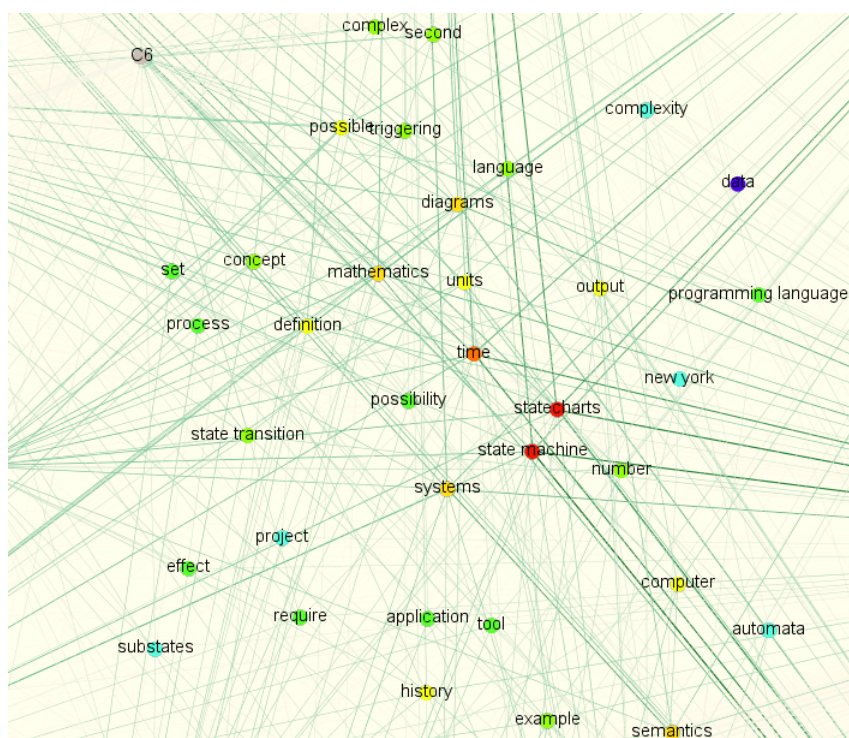 complex
second
C6
complexity
possible
triggering
language
data
diagrams
set
concept
mathematics
units
output
programming language
process
definition
time
new york
possibility
statecharts
state transition
state machine
number
systems
project
effect
computer
require
application
tool
automata
substates
history
example
semantics